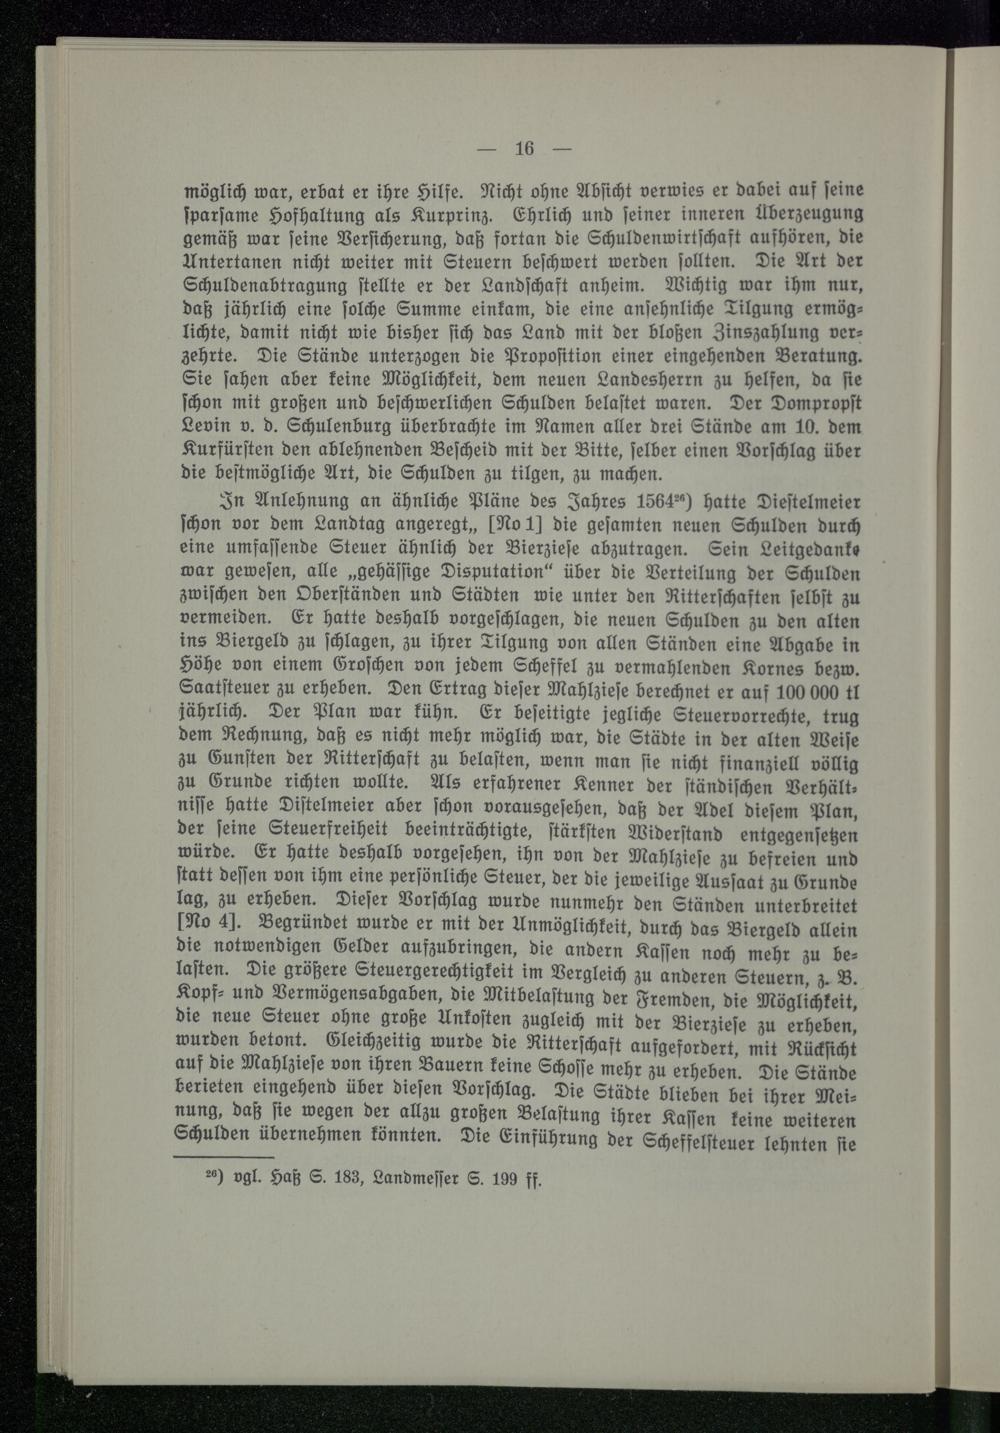 — 16 —
möglich war, erbat er ihre Hilfe. Nicht ohne Absicht verwies er dabei auf seine
sparsame Hofhaltung als Kurprinz. Ehrlich und seiner inneren Überzeugung
gemäß war seine Versicherung, daß fortan die Schuldenwirtschaft aufhören, die
Untertanen nicht weiter mit Steuern beschwert werden sollten. Die Art der
Schuldenabtragung stellte er der Landschaft anheim. Wichtig war ihm nur,
daß jährlich eine solche Summe einkam, die eine ansehnliche Tilgung ermög-
lichte, damit nicht wie bisher sich das Land mit der bloßen Zinszahlung ver-
zehrte. Die Stände unterzogen die Proposition einer eingehenden Beratung.
Sie sahen aber keine Möglichkeit, dem neuen Landesherrn zu helfen, da sie
schon mit großen und beschwerlichen Schulden belastet waren. Der Dompropst
Levin v. d. Schulenburg überbrachte im Namen aller drei Stände am 10. dem
Kurfürsten den ablehnenden Bescheid mit der Bitte, selber einen Vorschlag über
die bestmögliche Art, die Schulden zu tilgen, zu machen.
In Anlehnung an ähnliche Pläne des Jahres 1564²⁶) hatte Diestelmeier
schon vor dem Landtag angeregt„ [No 1] die gesamten neuen Schulden durch
eine umfassende Steuer ähnlich der Bierziese abzutragen. Sein Leitgedanke
war gewesen, alle „gehässige Disputation“ über die Verteilung der Schulden
zwischen den Oberständen und Städten wie unter den Ritterschaften selbst zu
vermeiden. Er hatte deshalb vorgeschlagen, die neuen Schulden zu den alten
ins Biergeld zu schlagen, zu ihrer Tilgung von allen Ständen eine Abgabe in
Höhe von einem Groschen von jedem Scheffel zu vermahlenden Kornes bezw.
Saatsteuer zu erheben. Den Ertrag dieser Mahlziese berechnet er auf 100 000 tl
jährlich. Der Plan war kühn. Er beseitigte jegliche Steuervorrechte, trug
dem Rechnung, daß es nicht mehr möglich war, die Städte in der alten Weise
zu Gunsten der Ritterschaft zu belasten, wenn man sie nicht finanziell völlig
zu Grunde richten wollte. Als erfahrener Kenner der ständischen Verhält-
nisse hatte Distelmeier aber schon vorausgesehen, daß der Adel diesem Plan,
der seine Steuerfreiheit beeinträchtigte, stärksten Widerstand entgegensetzen
würde. Er hatte deshalb vorgesehen, ihn von der Mahlziese zu befreien und
statt dessen von ihm eine persönliche Steuer, der die jeweilige Aussaat zu Grunde
lag, zu erheben. Dieser Vorschlag wurde nunmehr den Ständen unterbreitet
[No 4]. Begründet wurde er mit der Unmöglichkeit, durch das Biergeld allein
die notwendigen Gelder aufzubringen, die andern Kassen noch mehr zu be-
lasten. Die größere Steuergerechtigkeit im Vergleich zu anderen Steuern, z. B.
Kopf- und Vermögensabgaben, die Mitbelastung der Fremden, die Möglichkeit,
die neue Steuer ohne große Unkosten zugleich mit der Bierziese zu erheben,
wurden betont. Gleichzeitig wurde die Ritterschaft aufgefordert, mit Rücksicht
auf die Mahlziese von ihren Bauern keine Schosse mehr zu erheben. Die Stände
berieten eingehend über diesen Vorschlag. Die Städte blieben bei ihrer Mei-
nung, daß sie wegen der allzu großen Belastung ihrer Kassen keine weiteren
Schulden übernehmen könnten. Die Einführung der Scheffelsteuer lehnten sie
²⁶) vgl. Haß S. 183, Landmesser S. 199 ff.